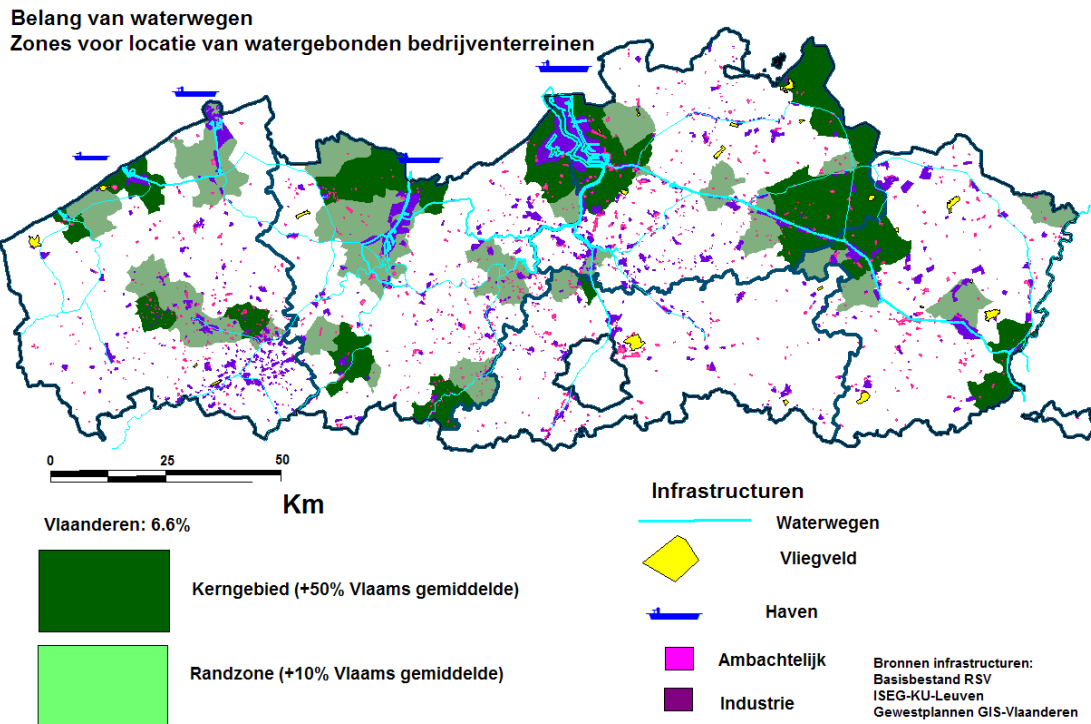 Belang van waterwegen
Zones voor locatie van watergebonden bedrijventerreinen
0 25 50
Km
Vlaanderen: 6.6%
Kerngebied (+50% Vlaams gemiddelde)
Randzone (+10% Vlaams gemiddelde)
Infrastructuren
Waterwegen
Vliegveld
Haven
Ambachtelijk
Industrie
Bronnen infrastructuren:
Basisbestand RSV
ISEG-KU-Leuven
Gewestplannen GIS-Vlaanderen